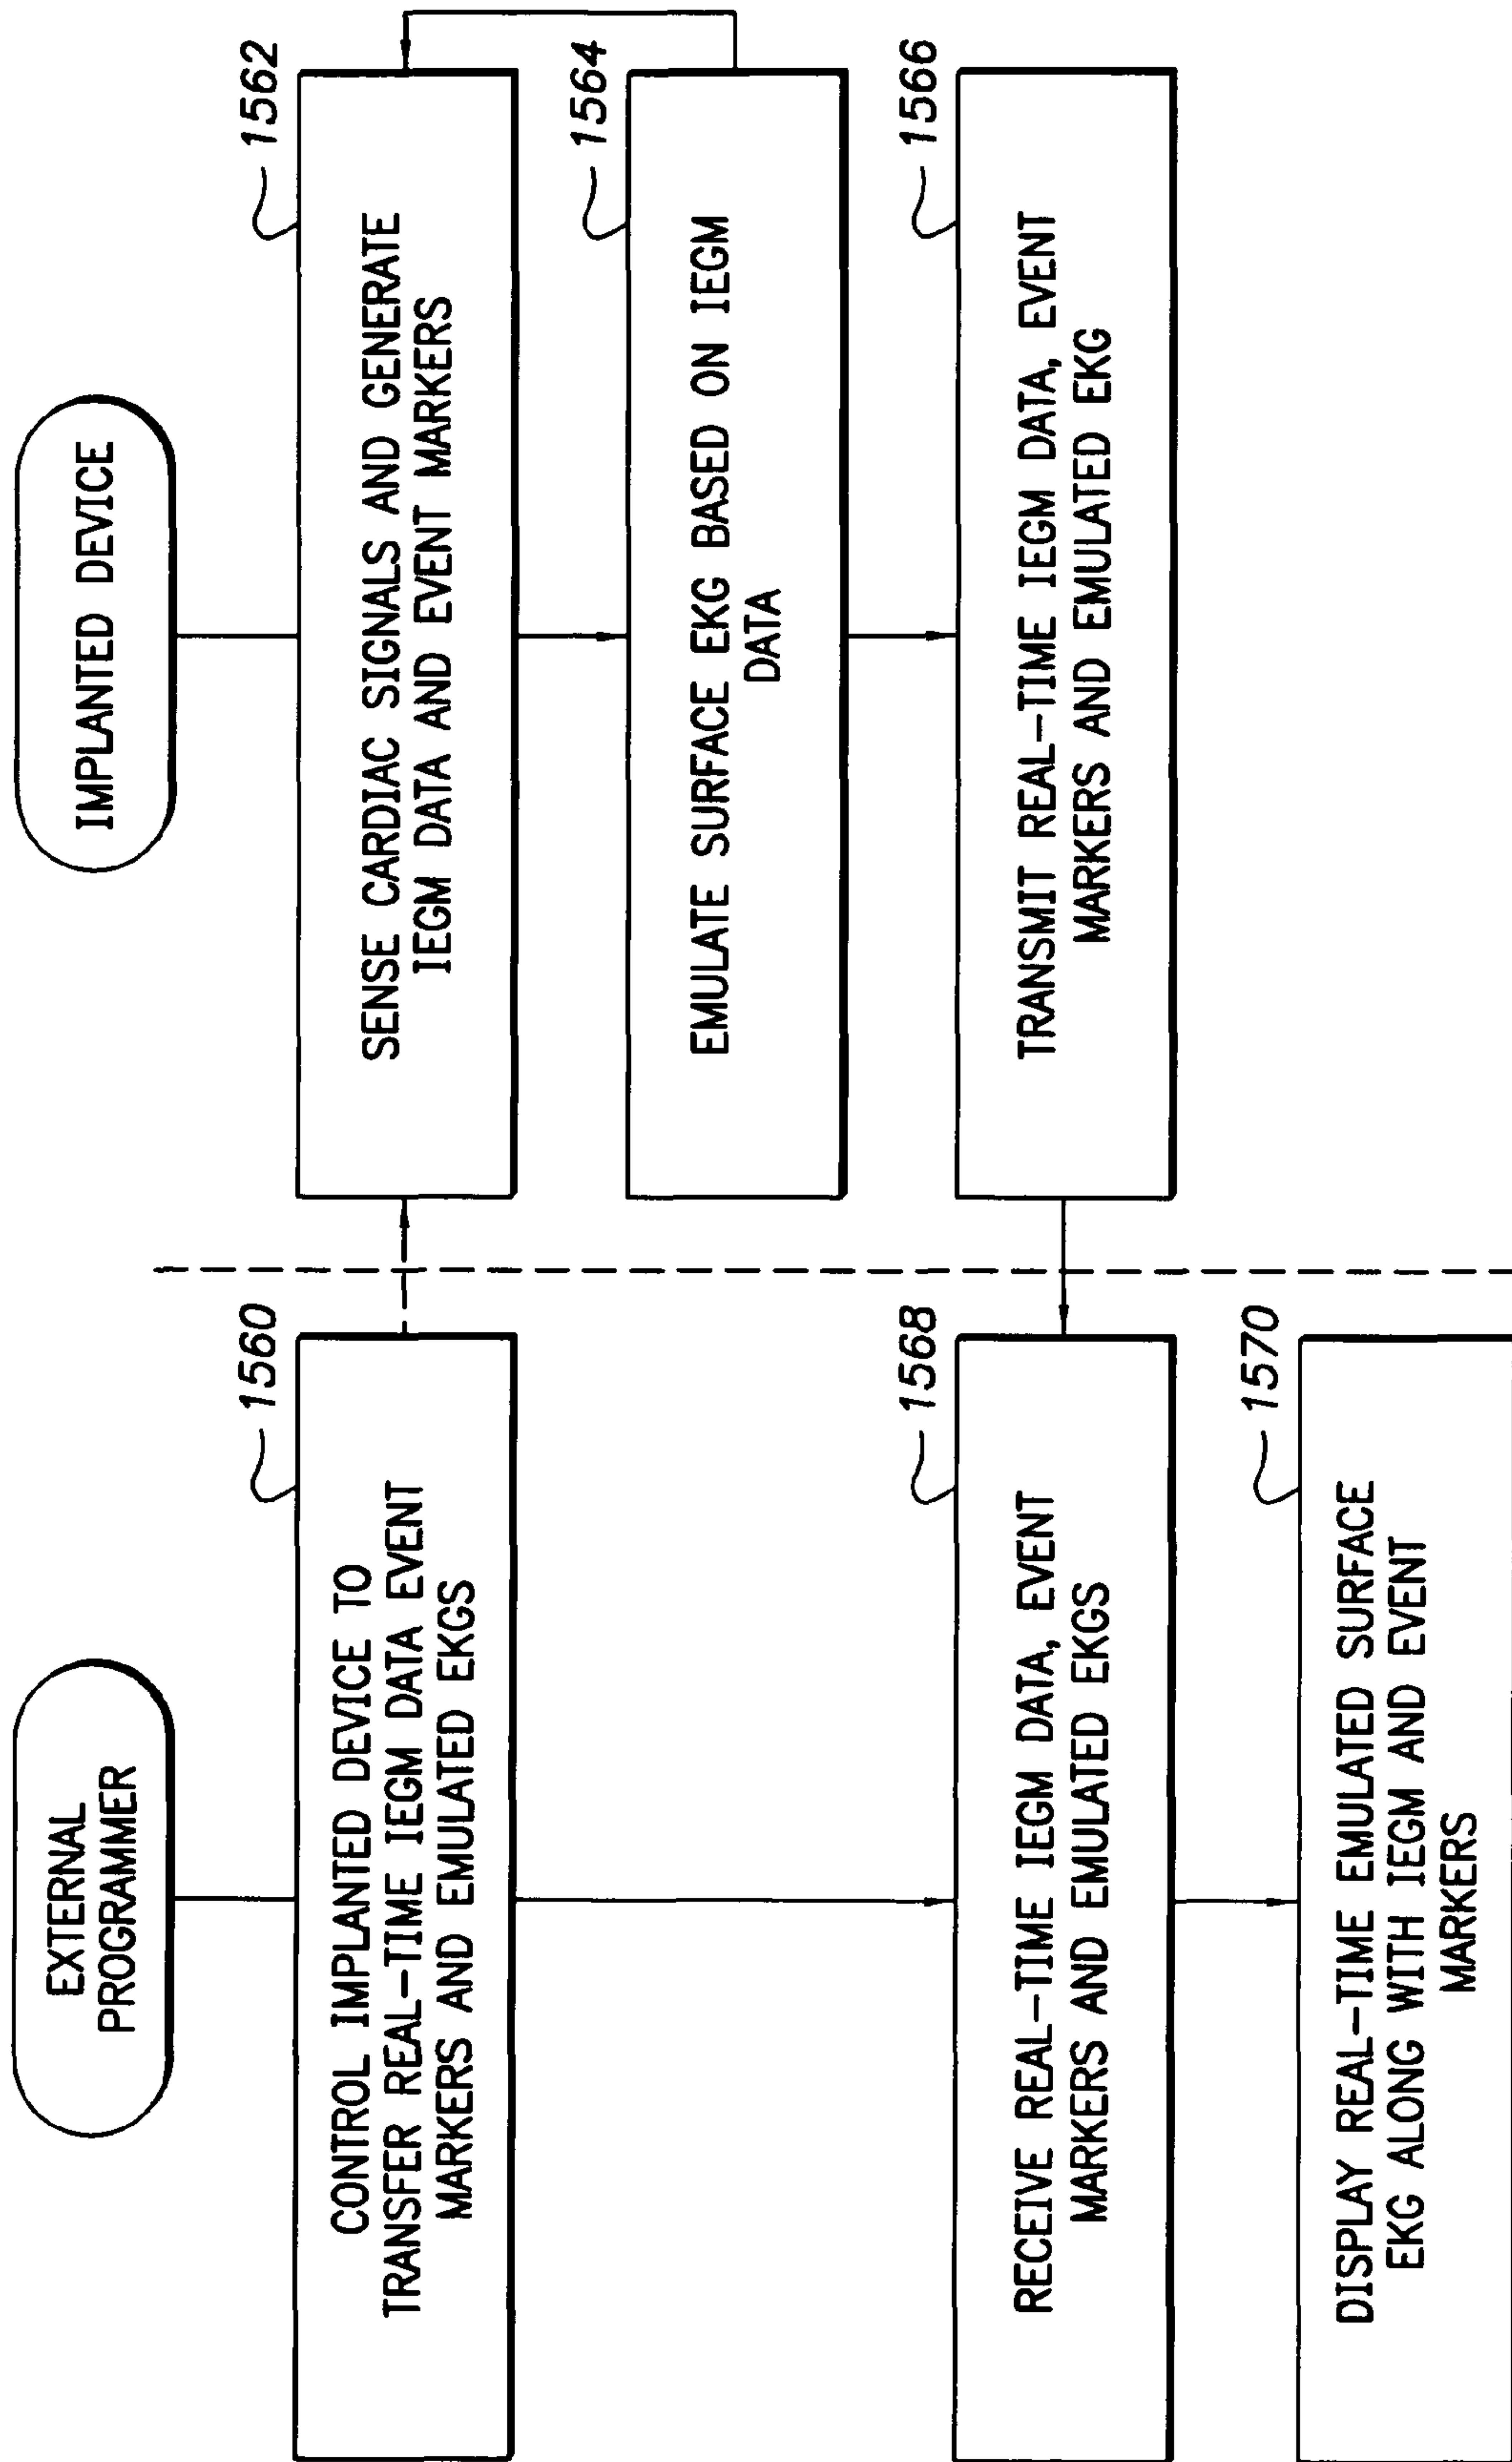 EXTERNAL
PROGRAMMER
1560
CONTROL IMPLANTED DEVICE TO
TRANSFER REAL-TIME IEGM DATA EVENT
MARKERS AND EMULATED EKGS
1568
RECEIVE REAL-TIME IEGM DATA, EVENT
MARKERS AND EMULATED EKGS
1570
DISPLAY REAL-TIME EMULATED SURFACE
EKG ALONG WITH IEGM AND EVENT
MARKERS
IMPLANTED DEVICE
1562
SENSE CARDIAC SIGNALS AND GENERATE
IEGM DATA AND EVENT MARKERS
1564
EMULATE SURFACE EKG BASED ON IEGM
DATA
1566
TRANSMIT REAL-TIME IEGM DATA, EVENT
MARKERS AND EMULATED EKG